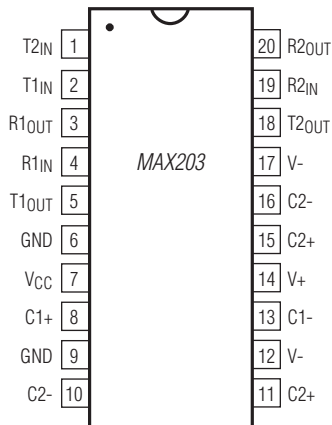 T2IN 1 20 R2OUT
T1IN 2 19 R2IN
R1OUT 3 18 T2OUT
R1IN 4 MAX203 17 V-
T1OUT 5 16 C2-
GND 6 15 C2+
VCC 7 14 V+
C1+ 8 13 C1-
GND 9 12 V-
C2- 10 11 C2+